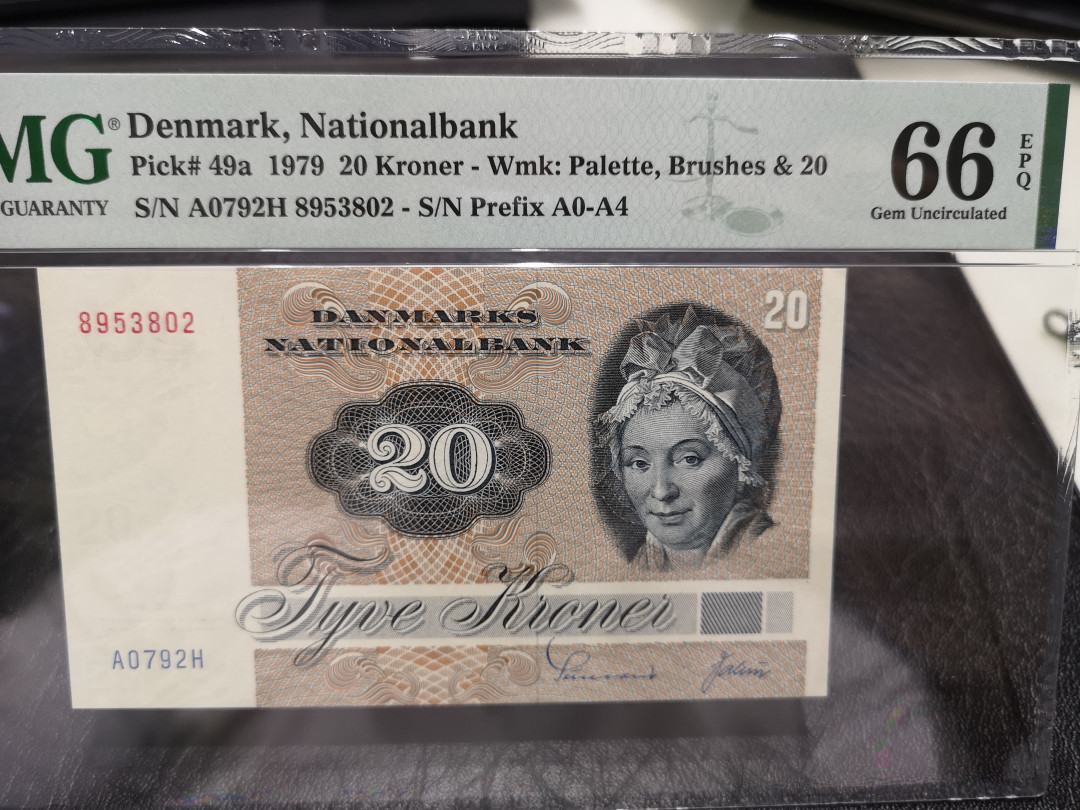 MG® Denmark, Nationalbank
Pick# 49a 1979 20 Kroner - Wmk: Palette, Brushes & 20
GUARANTY S/N A0792H 8953802 - S/N Prefix A0-A4
66
EPQ
Gem Uncirculated
8953802
20
DANMARKS
NATIONALBANK
20
Tyve Kroner
A0792H